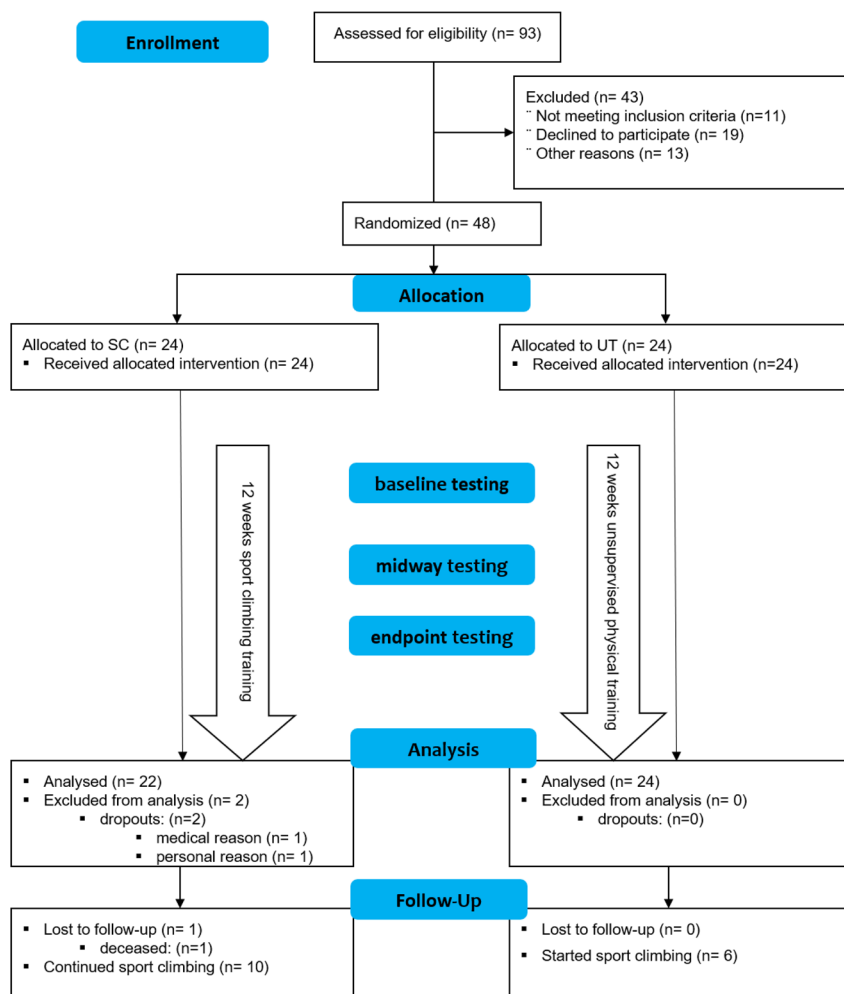 Enrollment
Assessed for eligibility (n= 93)
Excluded (n= 43)
¨ Not meeting inclusion criteria (n=11)
¨ Declined to participate (n= 19)
¨ Other reasons (n= 13)
Randomized (n= 48)
Allocation
Allocated to SC (n= 24)
▪ Received allocated intervention (n= 24)
Allocated to UT (n= 24)
▪ Received allocated intervention (n=24)
12 weeks sport climbing training
baseline testing
midway testing
endpoint testing
12 weeks unsupervised physical training
Analysis
▪ Analysed (n= 22)
▪ Excluded from analysis (n= 2)
▪ dropouts: (n=2)
▪ medical reason (n= 1)
▪ personal reason (n= 1)
▪ Analysed (n= 24)
▪ Excluded from analysis (n= 0)
▪ dropouts: (n=0)
Follow-Up
▪ Lost to follow-up (n= 1)
▪ deceased: (n=1)
▪ Continued sport climbing (n= 10)
▪ Lost to follow-up (n= 0)
▪ Started sport climbing (n= 6)